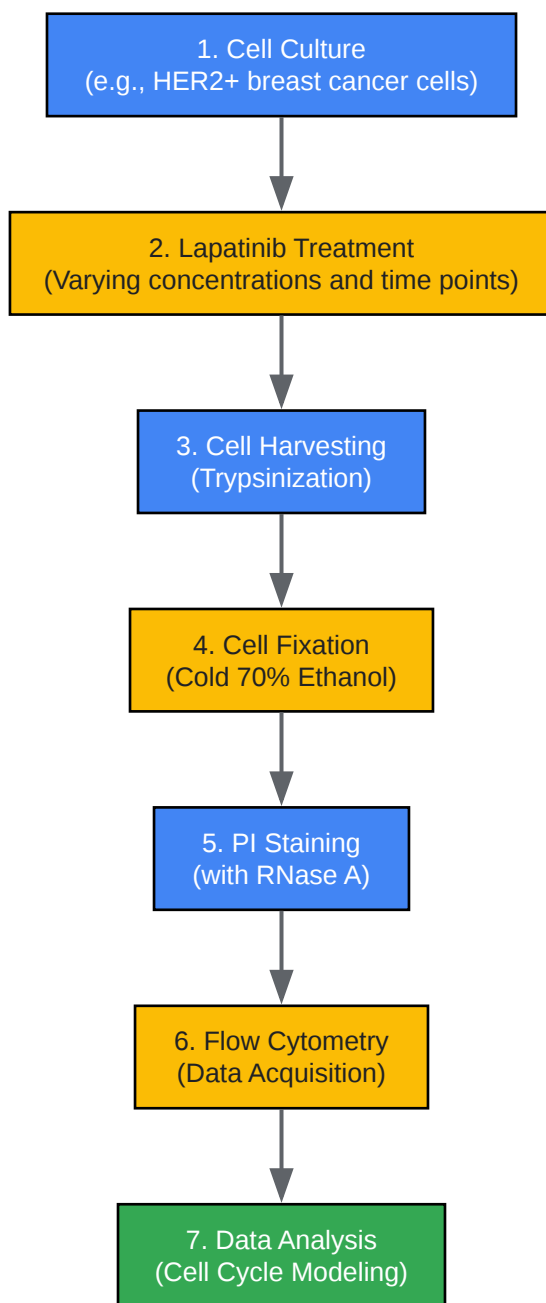 1. Cell Culture
(e.g., HER2+ breast cancer cells)
2. Lapatinib Treatment
(Varying concentrations and time points)
3. Cell Harvesting
(Trypsinization)
4. Cell Fixation
(Cold 70% Ethanol)
5. PI Staining
(with RNase A)
6. Flow Cytometry
(Data Acquisition)
7. Data Analysis
(Cell Cycle Modeling)